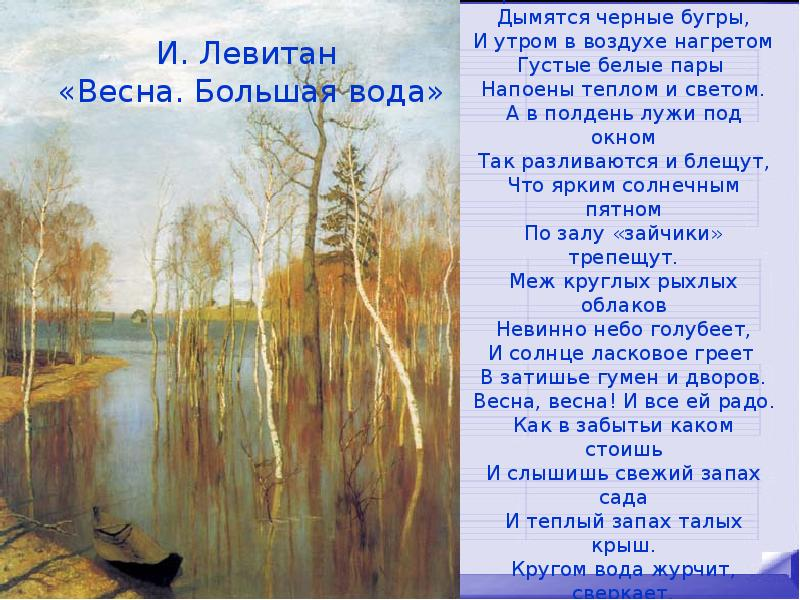 И. Левитан
«Весна. Большая вода»
Дымятся черные бугры,
И утром в воздухе нагретом
Густые белые пары
Напоены теплом и светом.
А в полдень лужи под
окном
Так разливаются и блещут,
Что ярким солнечным
пятном
По залу «зайчики»
трепещут.
Меж круглых рыхлых
облаков
Невинно небо голубеет,
И солнце ласковое греет
В затишье гумен и дворов.
Весна, весна! И все ей радо.
Как в забытьи каком
стоишь
И слышишь свежий запах
сада
И теплый запах талых
крыш.
Кругом вода журчит,
сверкает,